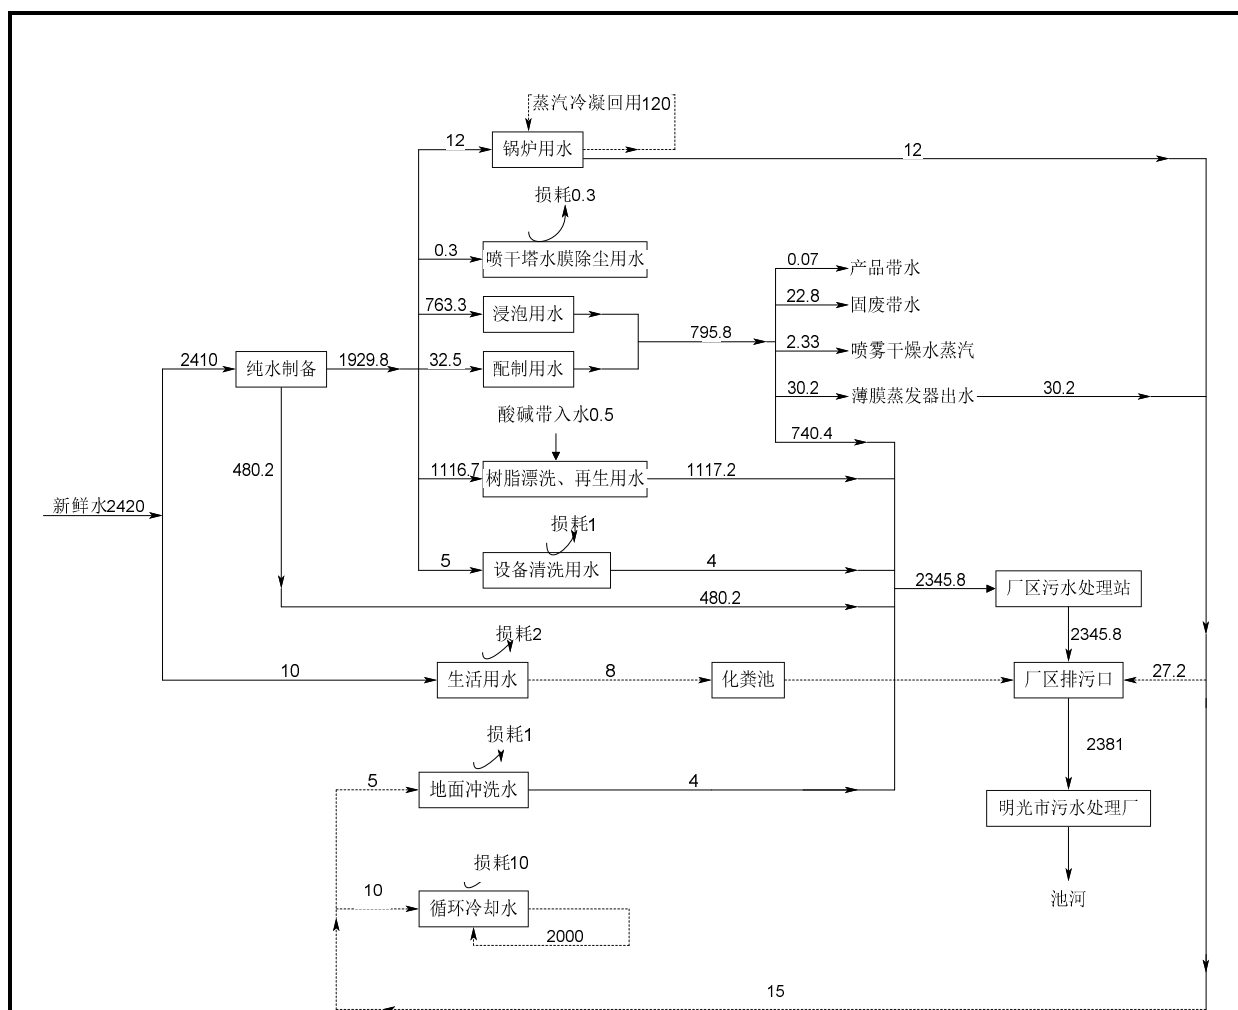 蒸汽冷凝回用120
12
锅炉用水
12
损耗0.3
0.3
喷干塔水膜除尘用水
0.07
产品带水
763.3
浸泡用水
22.8
固废带水
795.8
2410
纯水制备
1929.8
32.5
配制用水
2.33
喷雾干燥水蒸汽
30.2
薄膜蒸发器出水
30.2
酸碱带入水0.5
740.4
480.2
1116.7
树脂漂洗、再生用水
1117.2
新鲜水2420
损耗1
5
设备清洗用水
4
2345.8
厂区污水处理站
480.2
损耗2
2345.8
10
生活用水
8
化粪池
厂区排污口
27.2
损耗1
2381
5
地面冲洗水
4
明光市污水处理厂
损耗10
10
循环冷却水
池河
2000
15